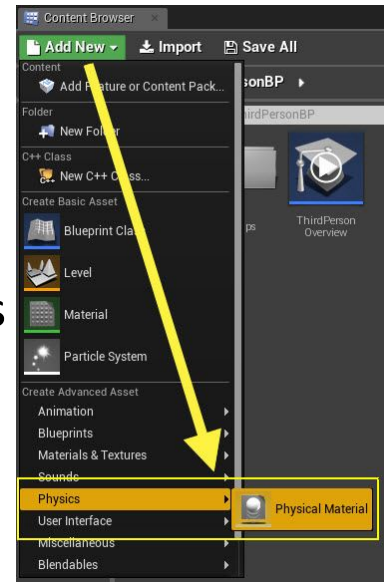 Content Browser
Add New
Import
Save All
Content
Add Feature or Content Pack...
sonBP
Folder
New Folder
irdPersonBP
C++ Class
New C++ Class...
Create Basic Asset
Blueprint Class
ps
ThirdPerson
Overview
Level
Material
s
Particle System
Create Advanced Asset
Animation
Blueprints
Materials & Textures
Sounds
Physics
Physical Material
User Interface
Miscellaneous
Blendables